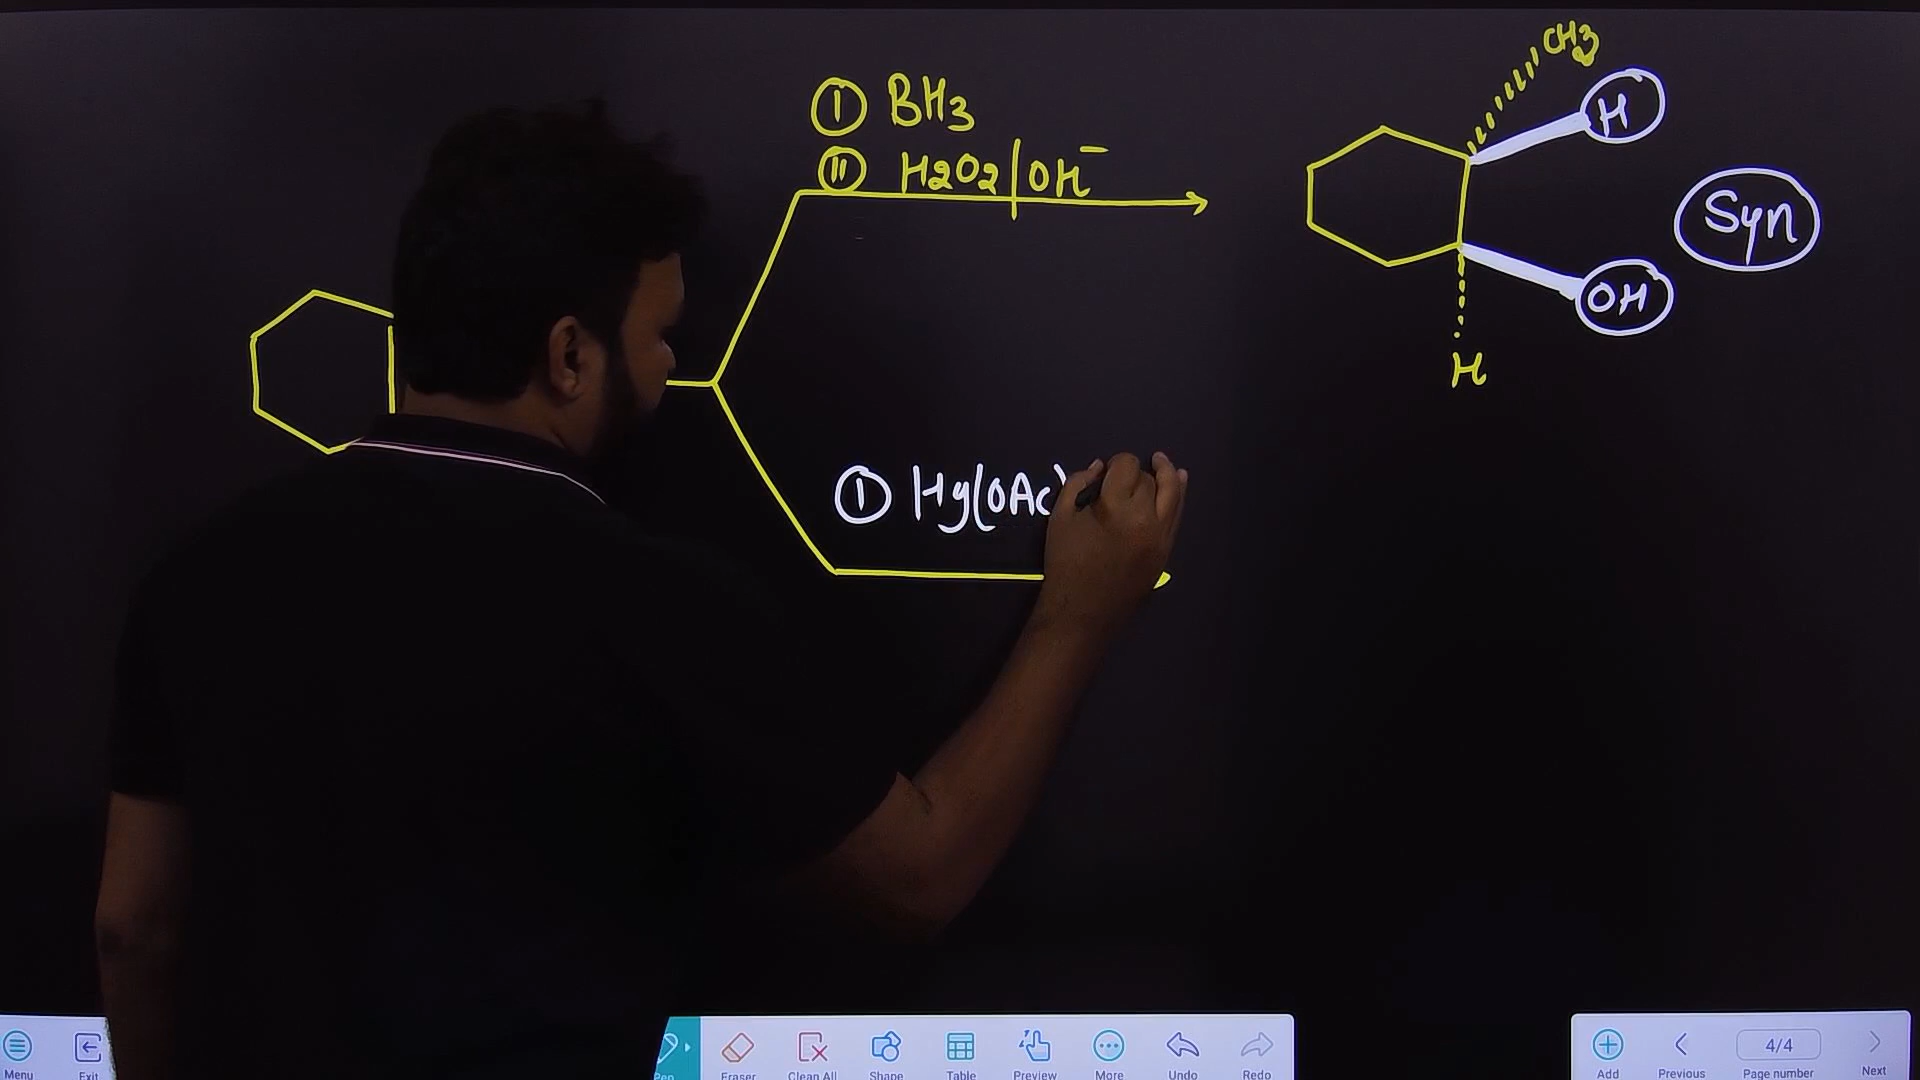 CH3
① BH3
H
⑪ H2O2|OH⁻
Syn
OH
H
① Hg(OAc)
Menu
Exit
Pen
Eraser
Clean All
Shape
Table
Preview
More
Undo
Redo
Add
Previous
4/4
Page number
Next